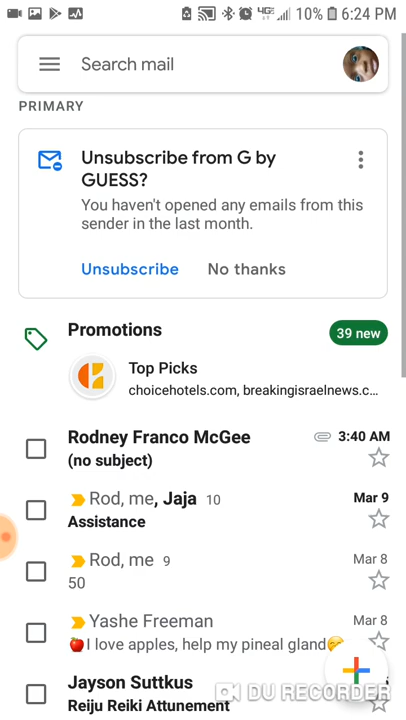 4G 10% 6:24 PM
Search mail
PRIMARY
Unsubscribe from G by
GUESS?
You haven't opened any emails from this
sender in the last month.
Unsubscribe No thanks
Promotions 39 new
Top Picks
choicehotels.com, breakingisraelnews.c...
Rodney Franco McGee 3:40 AM
(no subject)
Rod, me, Jaja 10 Mar 9
Assistance
Rod, me 9 Mar 8
50
Yashe Freeman Mar 8
🍎I love apples, help my pineal gland🤭
Jayson Suttkus
Reiju Reiki Attunement
DU RECORDER